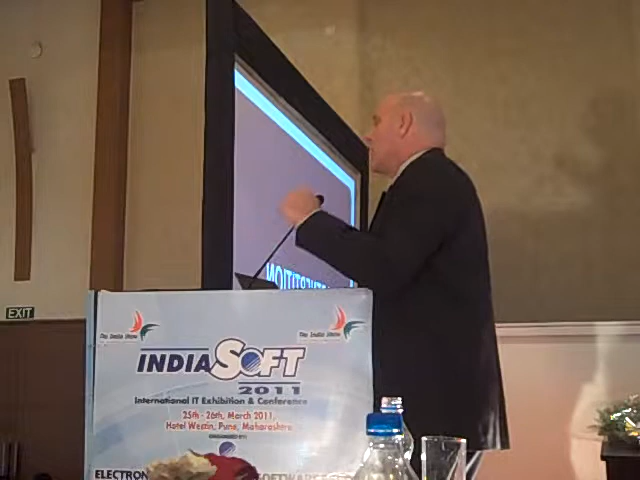 EXIT
The India Show
The India Show
INDIASOFT
2011
International IT Exhibition & Conference
25th - 26th, March 2011,
Hotel Westin, Pune, Maharashtra
ORGANISED BY:
ELECTRON SOFTWARE